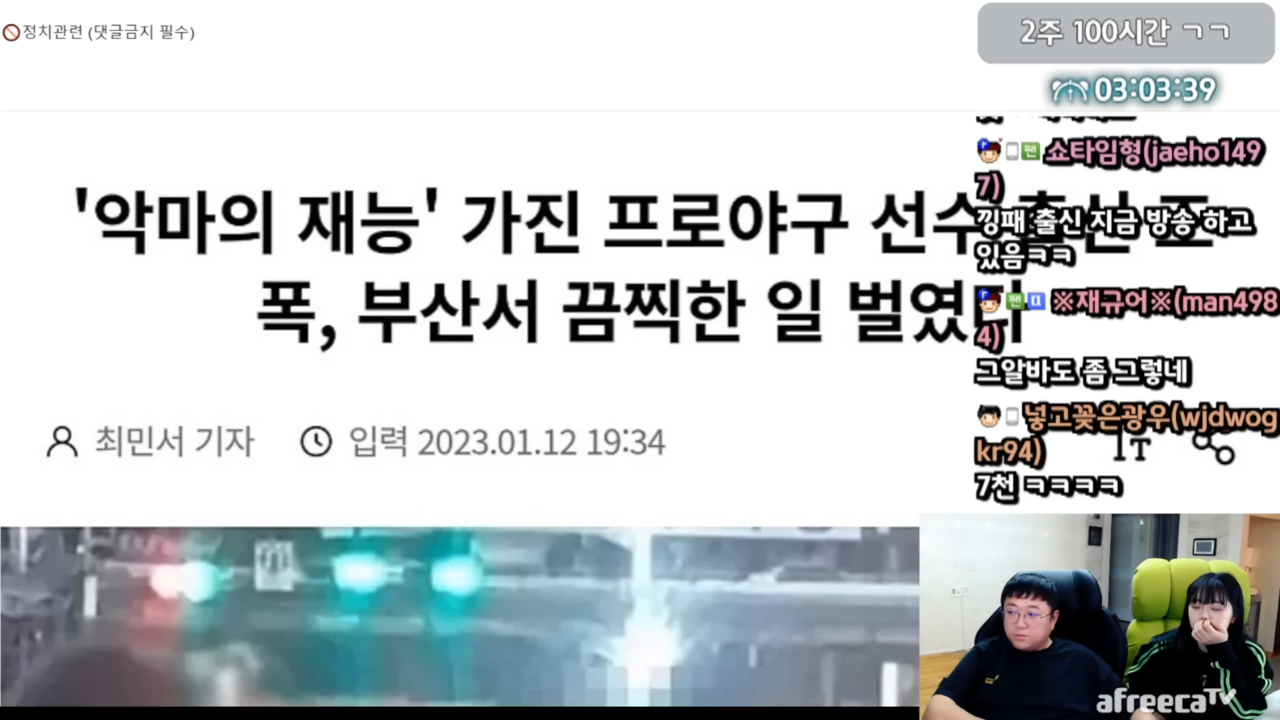 정치관련 (댓글금지 필수)
2주 100시간 ㄱㄱ
03:03:39
쇼타임형(jaeho149
7)
낑패 출신 지금 방송 하고
있음ㅋㅋ
※재규어※(man498
4)
그알바도 좀 그렇네
넣고꽂은광우(wjdwog
kr94)
7천 ㅋㅋㅋㅋ
'악마의 재능' 가진 프로야구 선수 출신 조
폭, 부산서 끔찍한 일 벌였다
최민서 기자 입력 2023.01.12 19:34
afreecaTV